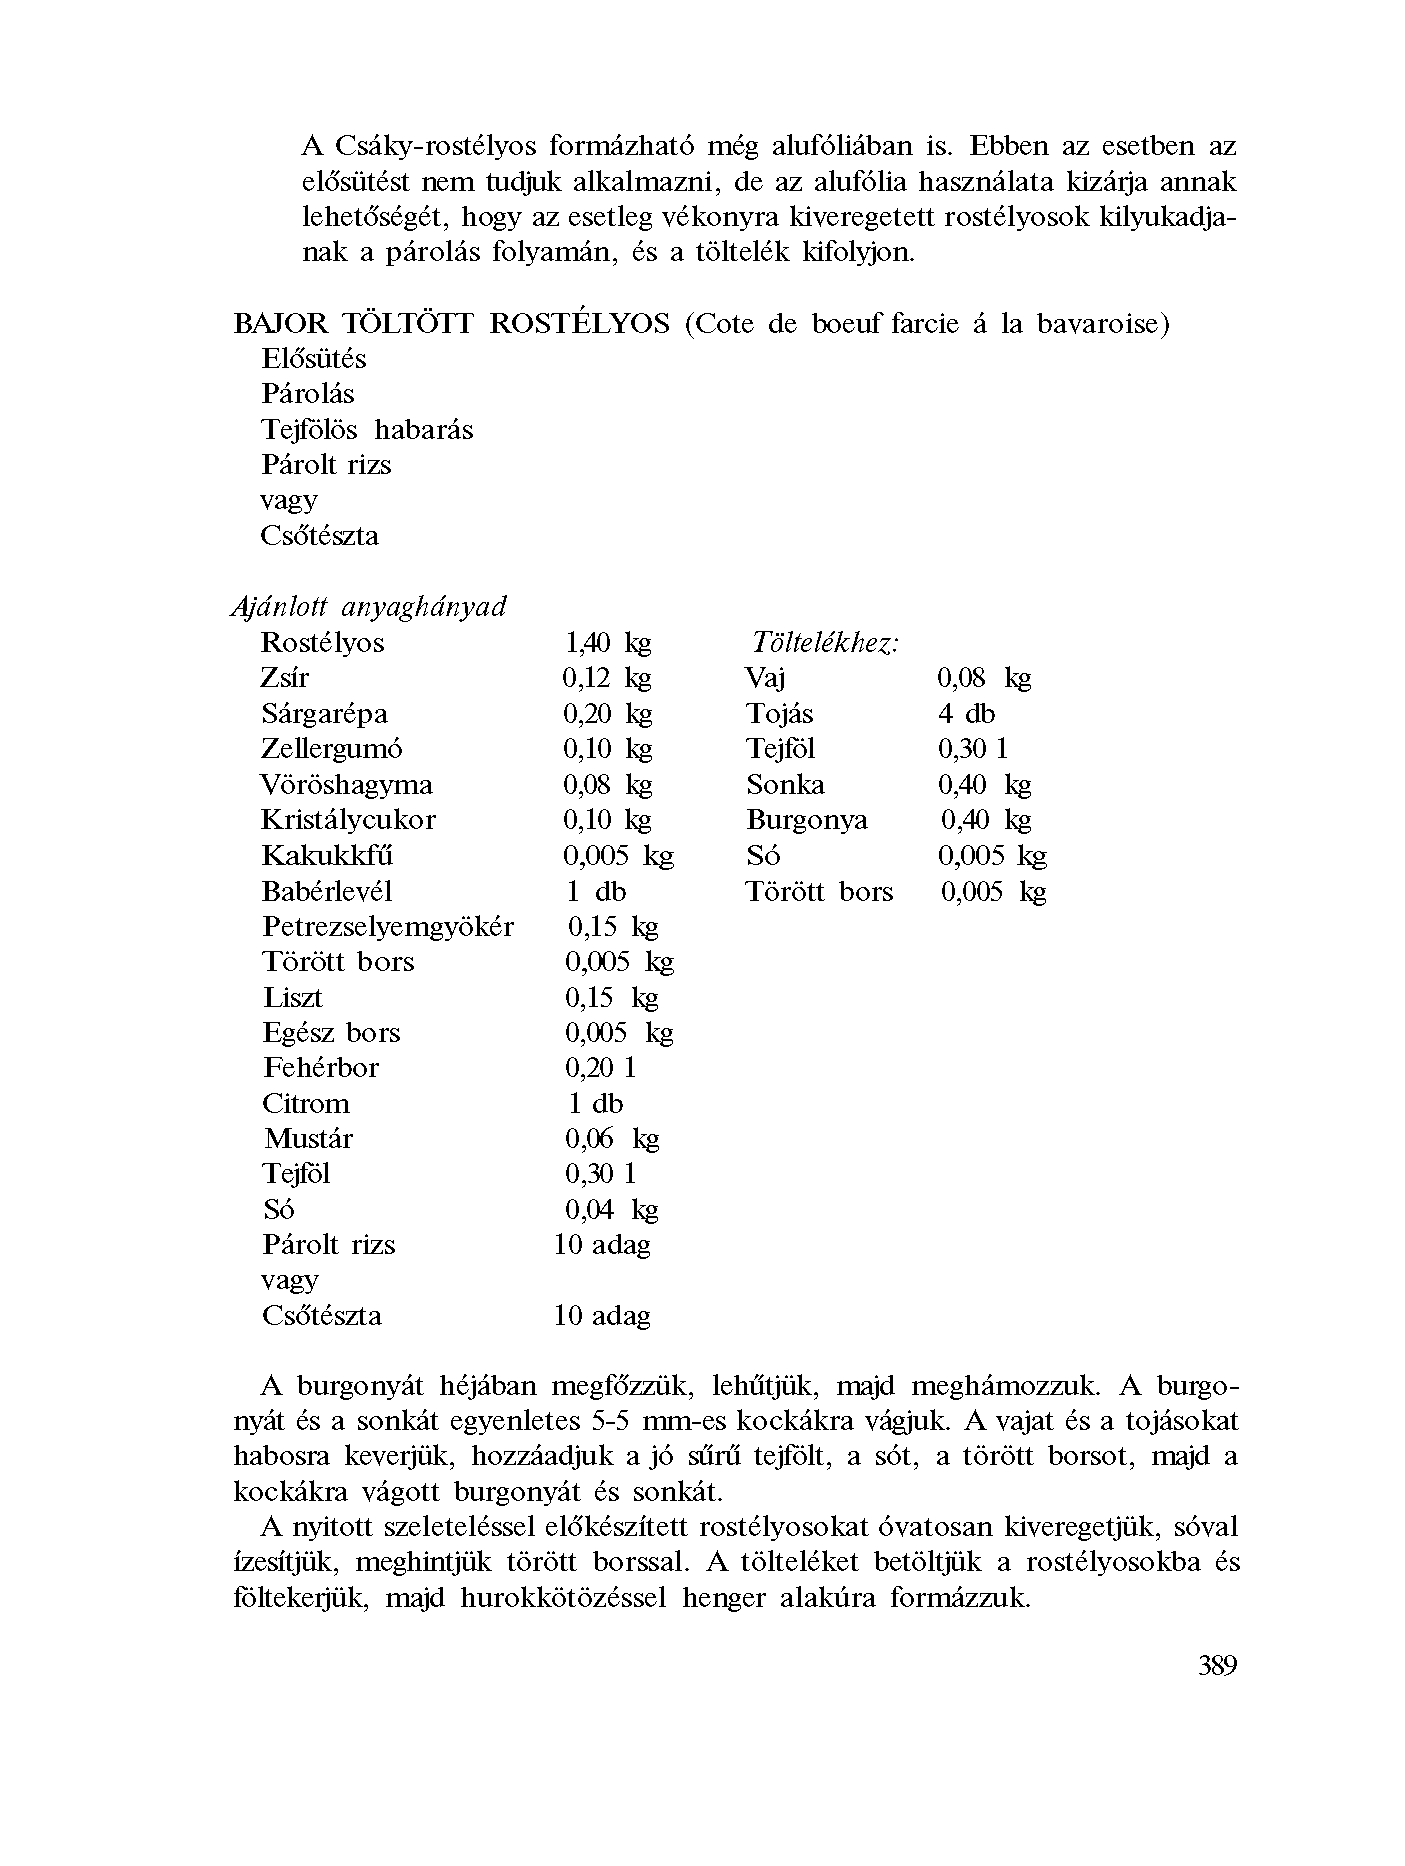 A Csáky-rostélyos formázható még alufóliában is. Ebben az esetben az
elősütést nem tudjuk alkalmazni, de az alufólia használata kizárja annak
lehetőségét, hogy az esetleg vékonyra kiveregetett rostélyosok kilyukadja-
nak a párolás folyamán, és a töltelék kifolyjon.
BAJOR TÖLTÖTT ROSTÉLYOS (Cote de boeuf farcie á la bavaroise)
Elősütés
Párolás
Tejfölös habarás
Párolt rizs
vagy
Csőtészta
Ajánlott anyaghányad
Rostélyos 1,40 kg Töltelékhez:
Zsír 0,12 kg Vaj 0,08 kg
Sárgarépa 0,20 kg Tojás 4 db
Zellergumó 0,10 kg Tejföl 0,30 l
Vöröshagyma 0,08 kg Sonka 0,40 kg
Kristálycukor 0,10 kg Burgonya 0,40 kg
Kakukkfű 0,005 kg Só 0,005 kg
Babérlevél 1 db Törött bors 0,005 kg
Petrezselyemgyökér 0,15 kg
Törött bors 0,005 kg
Liszt 0,15 kg
Egész bors 0,005 kg
Fehérbor 0,20 l
Citrom 1 db
Mustár 0,06 kg
Tejföl 0,30 l
Só 0,04 kg
Párolt rizs 10 adag
vagy
Csőtészta 10 adag
A burgonyát héjában megfőzzük, lehűtjük, majd meghámozzuk. A burgo-
nyát és a sonkát egyenletes 5-5 mm-es kockákra vágjuk. A vajat és a tojásokat
habosra keverjük, hozzáadjuk a jó sűrű tejfölt, a sót, a törött borsot, majd a
kockákra vágott burgonyát és sonkát.
A nyitott szeleteléssel előkészített rostélyosokat óvatosan kiveregetjük, sóval
ízesítjük, meghintjük törött borssal. A tölteléket betöltjük a rostélyosokba és
föltekerjük, majd hurokkötözéssel henger alakúra formázzuk.
389